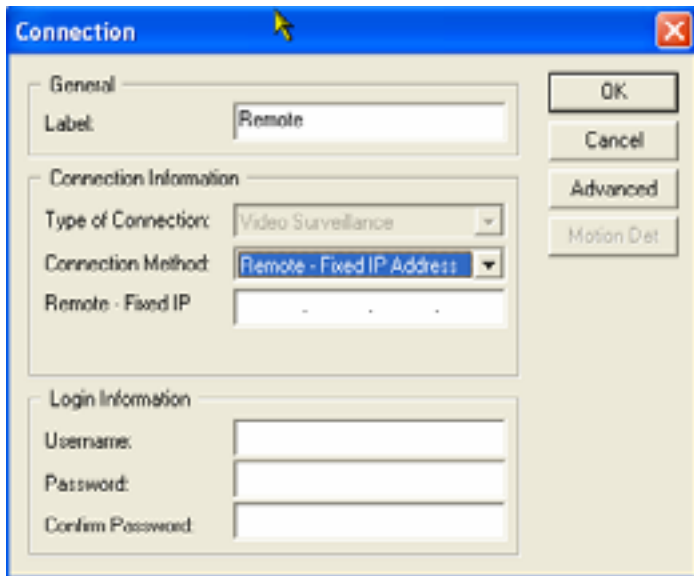 Connection
General
Label:
Remote
OK
Cancel
Advanced
Motion Det
Connection Information
Type of Connection:
Video Surveillance
Connection Method:
Remote - Fixed IP Address
Remote - Fixed IP
. . .
Login Information
Username:
Password:
Confirm Password: